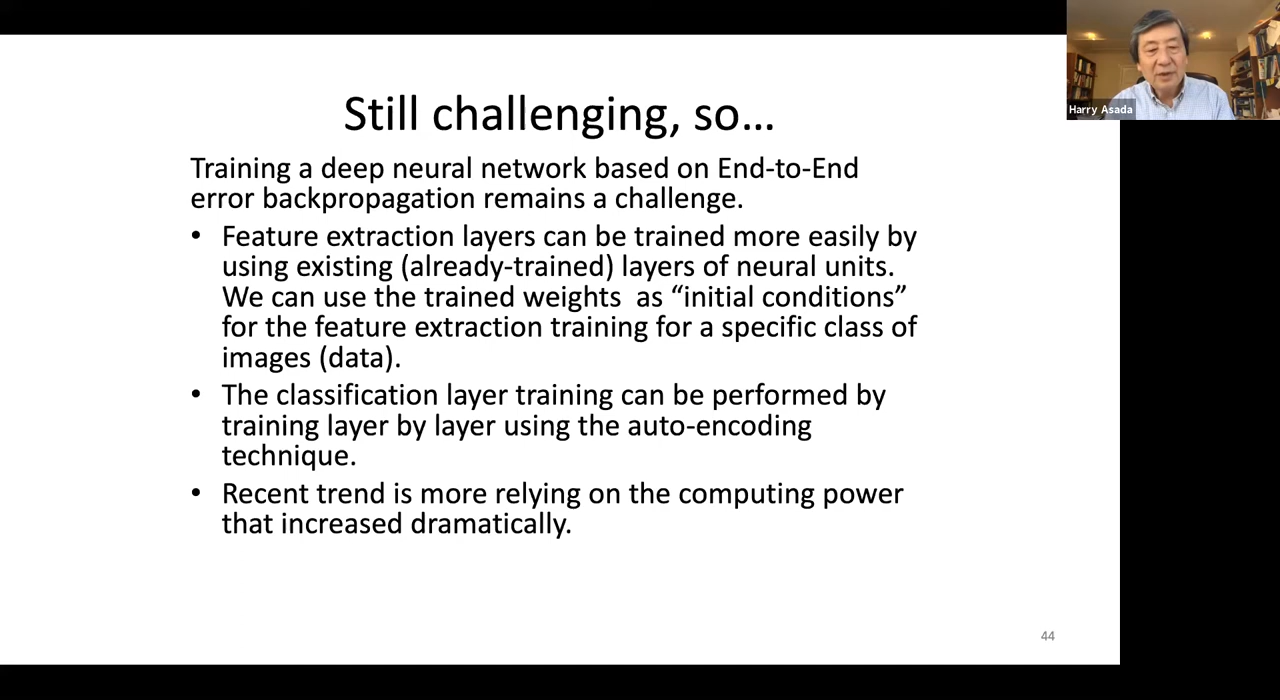 Still challenging, so...
Training a deep neural network based on End-to-End
error backpropagation remains a challenge.
• Feature extraction layers can be trained more easily by
using existing (already-trained) layers of neural units.
We can use the trained weights  as “initial conditions”
for the feature extraction training for a specific class of
images (data).
• The classification layer training can be performed by
training layer by layer using the auto-encoding
technique.
• Recent trend is more relying on the computing power
that increased dramatically.
44
Harry Asada